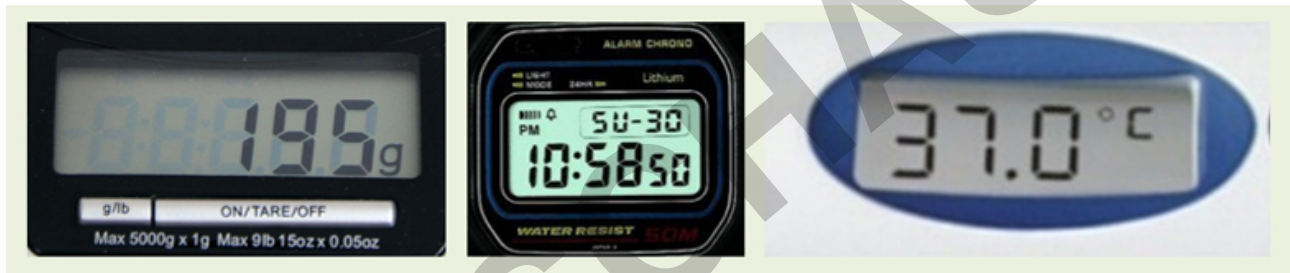 195g
g/lb ON/TARE/OFF
Max 5000g x 1g Max 9lb 15oz x 0.05oz
ALARM CHRONO
LIGHT
MODE 24HR
Lithium
PM
SU-30
10:58 50
WATER RESIST 50M
37.0 °C